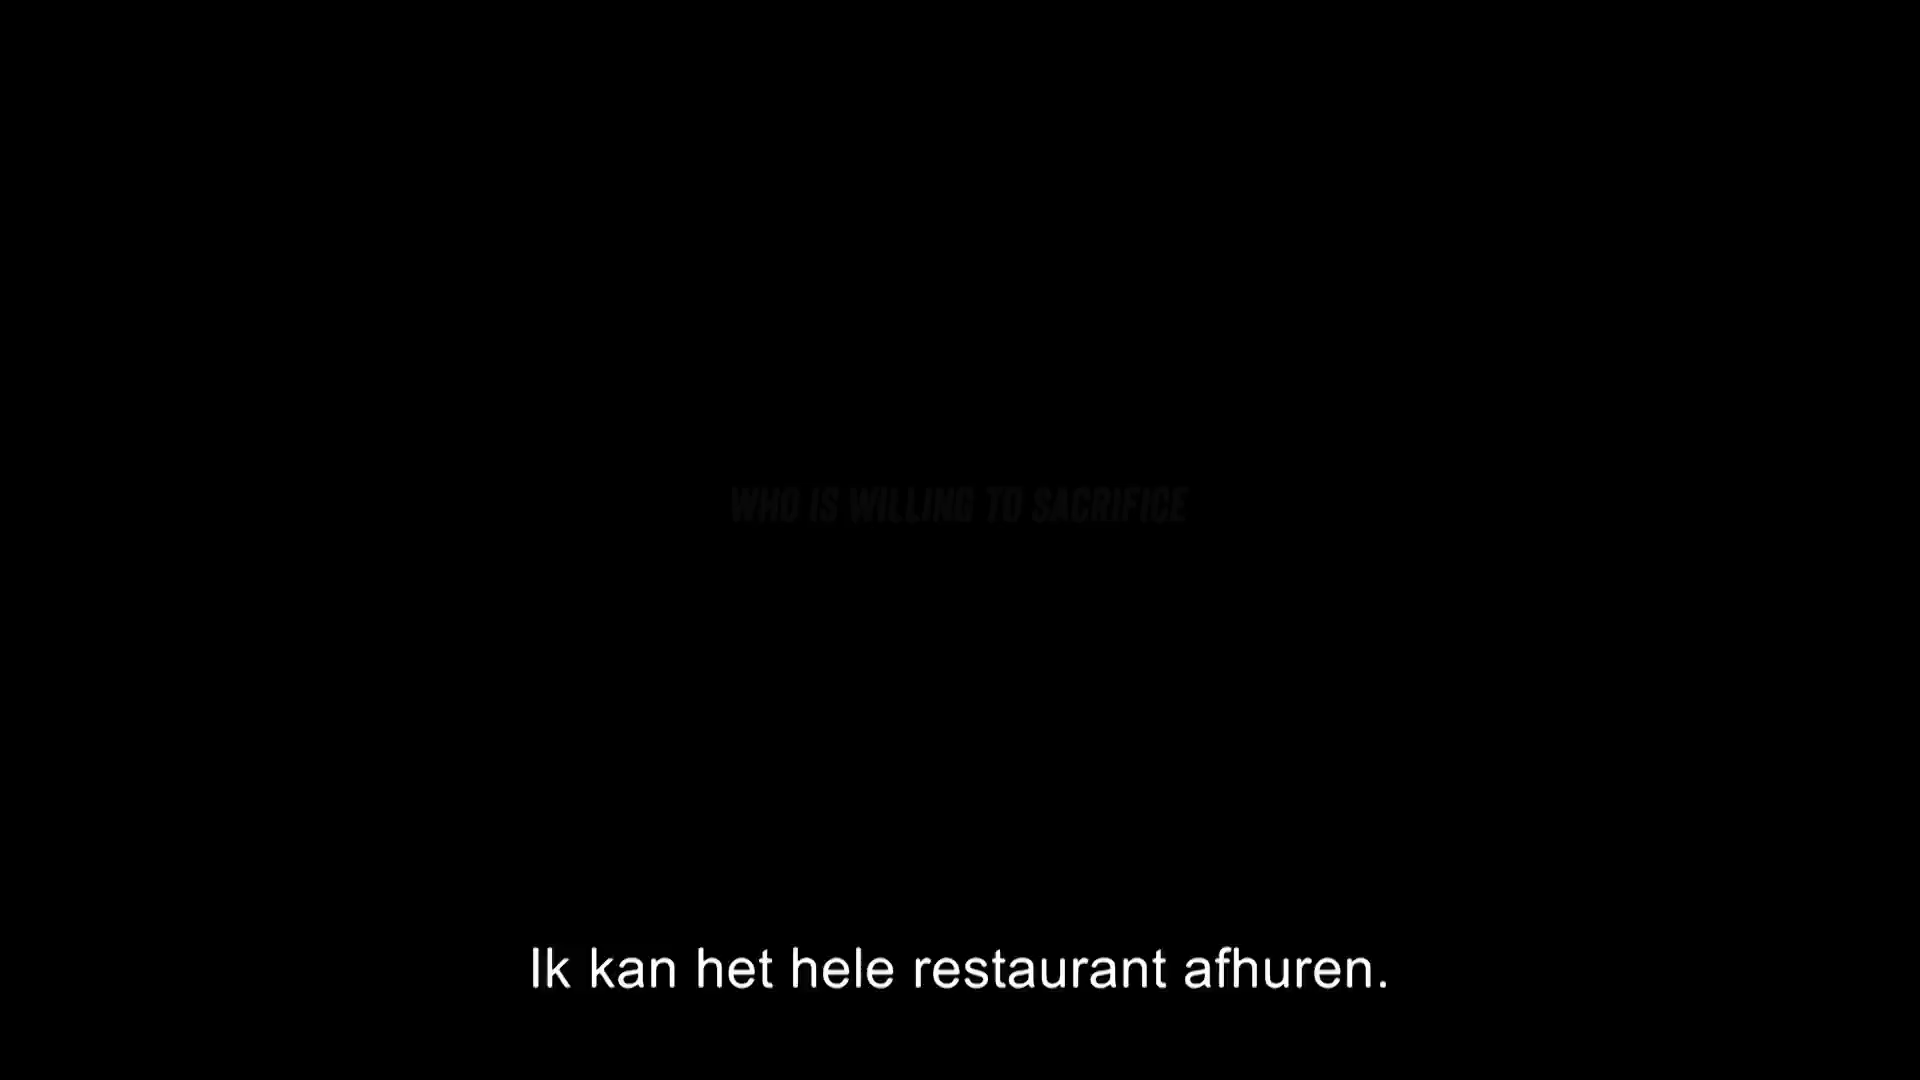 WHO IS WILLING TO SACRIFICE
Ik kan het hele restaurant afhuren.